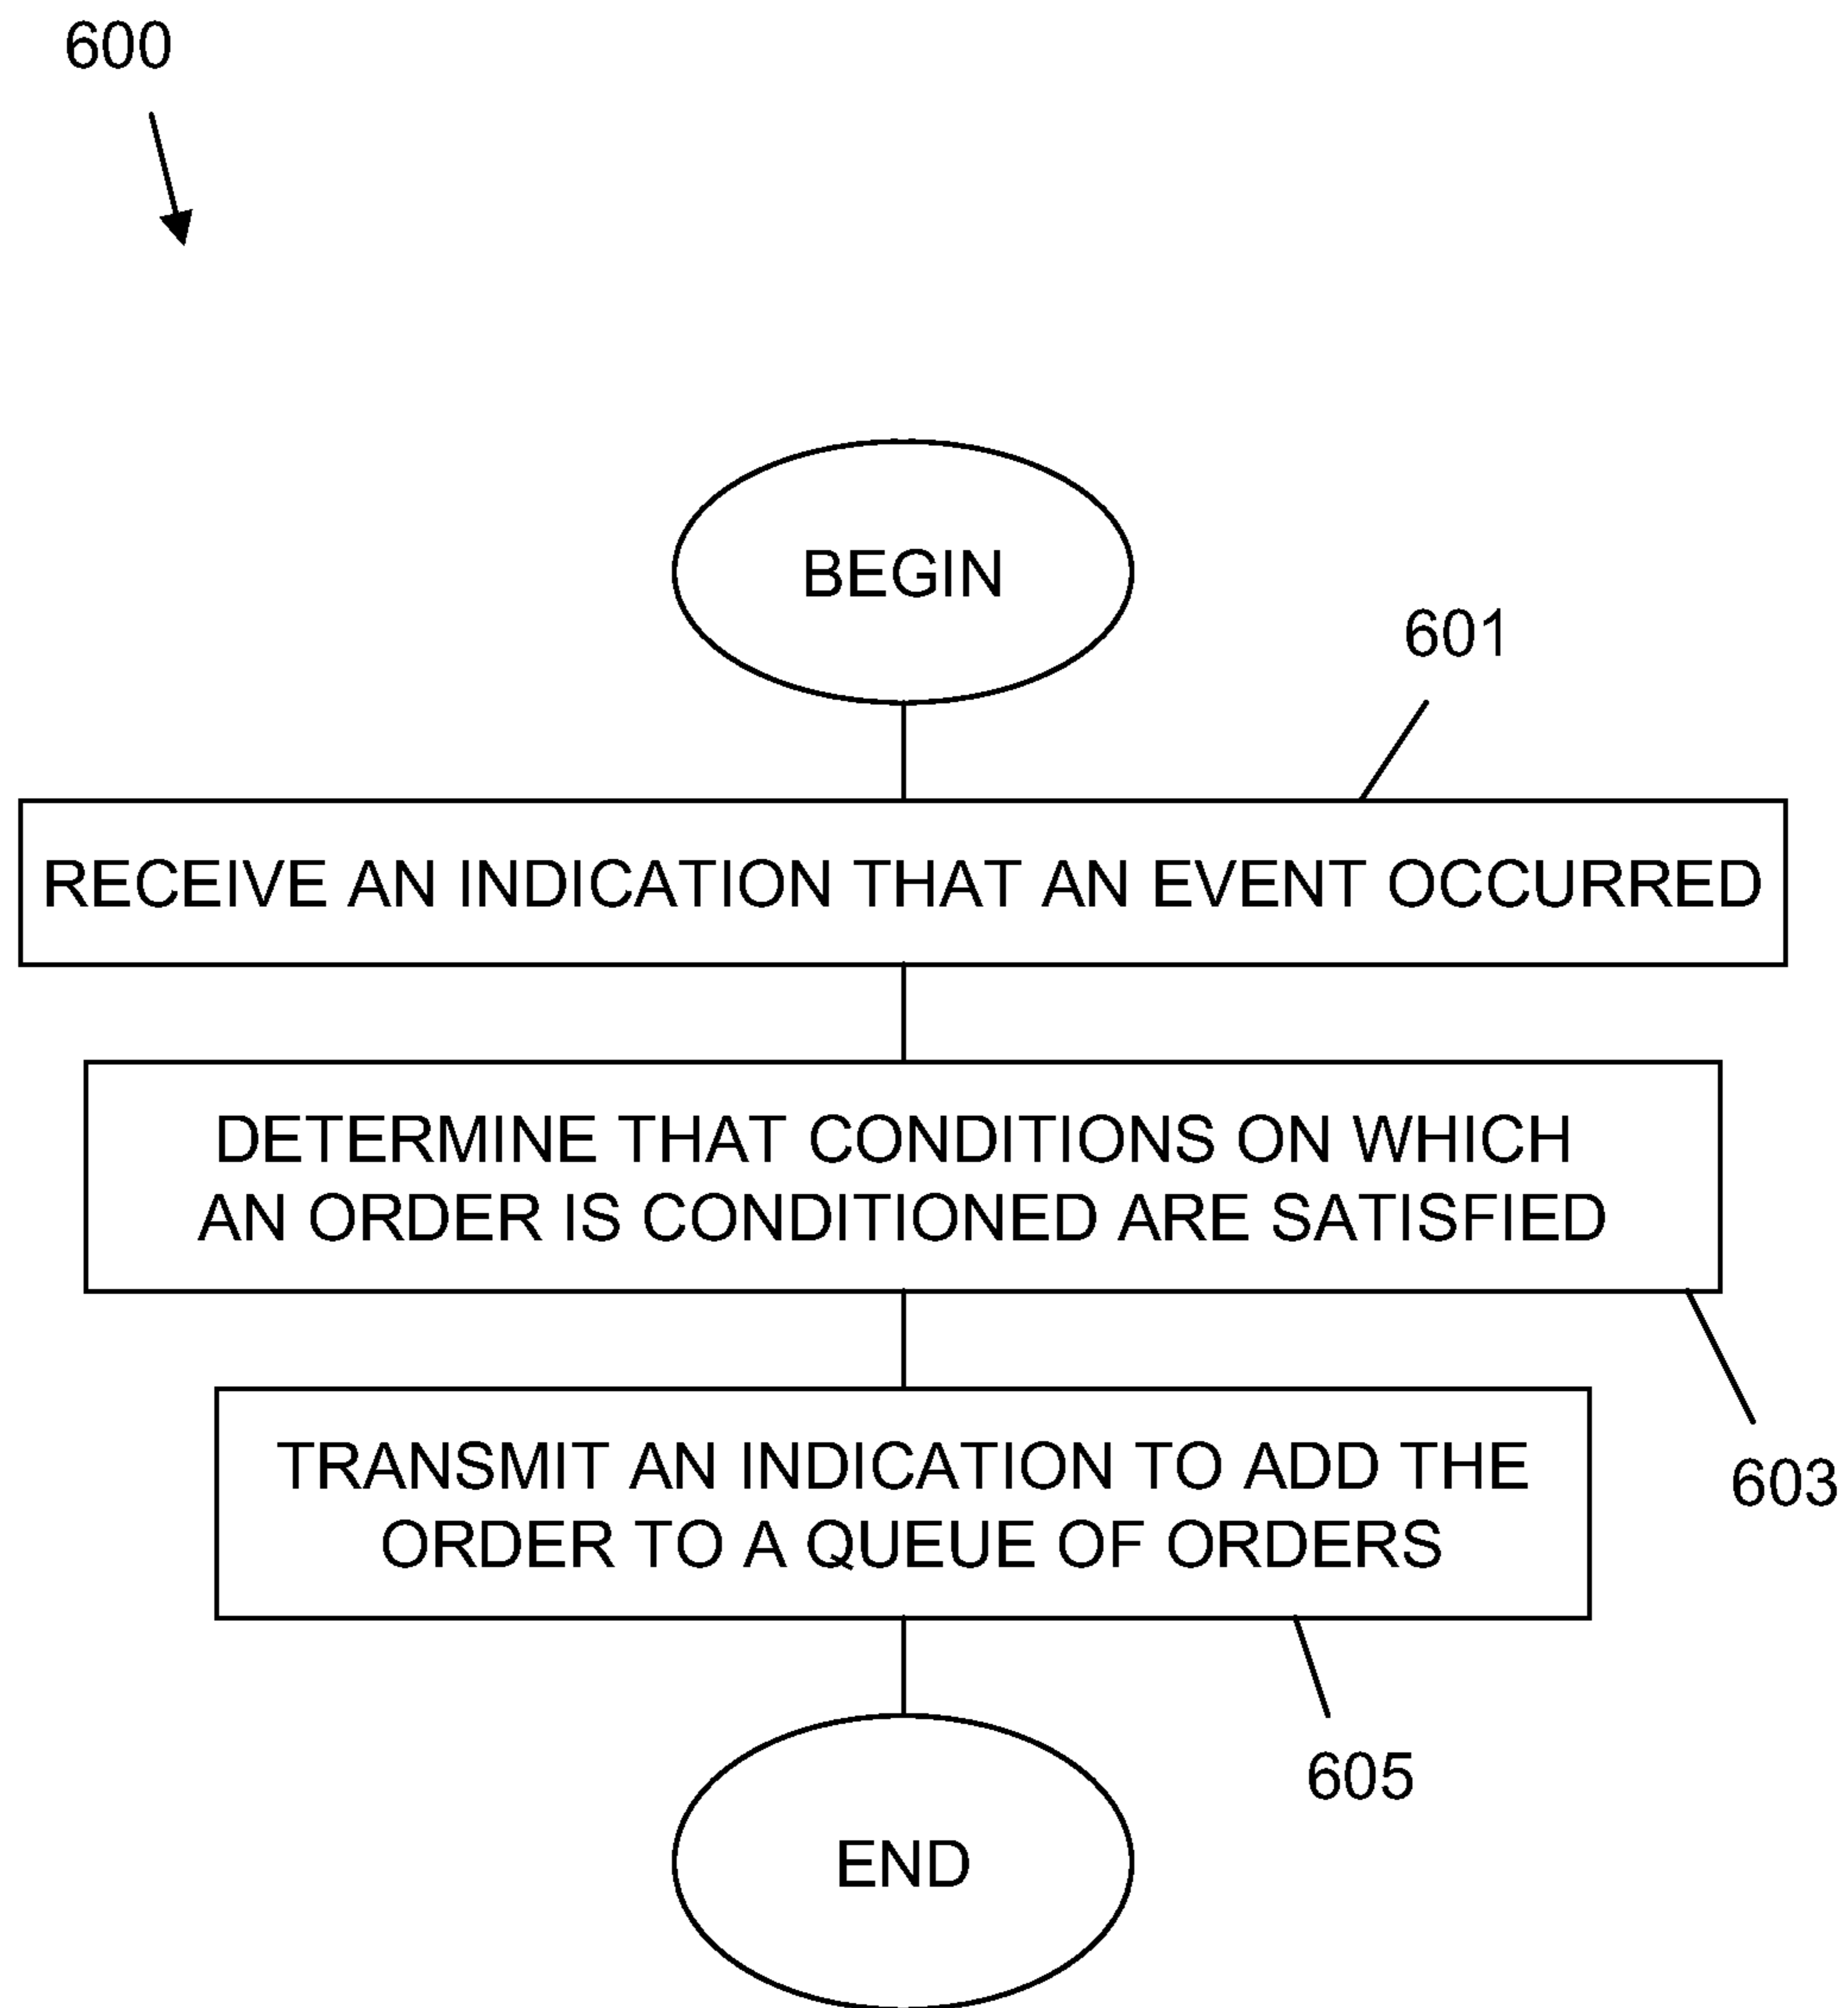 600
BEGIN
601
RECEIVE AN INDICATION THAT AN EVENT OCCURRED
DETERMINE THAT CONDITIONS ON WHICH
AN ORDER IS CONDITIONED ARE SATISFIED
603
TRANSMIT AN INDICATION TO ADD THE
ORDER TO A QUEUE OF ORDERS
605
END